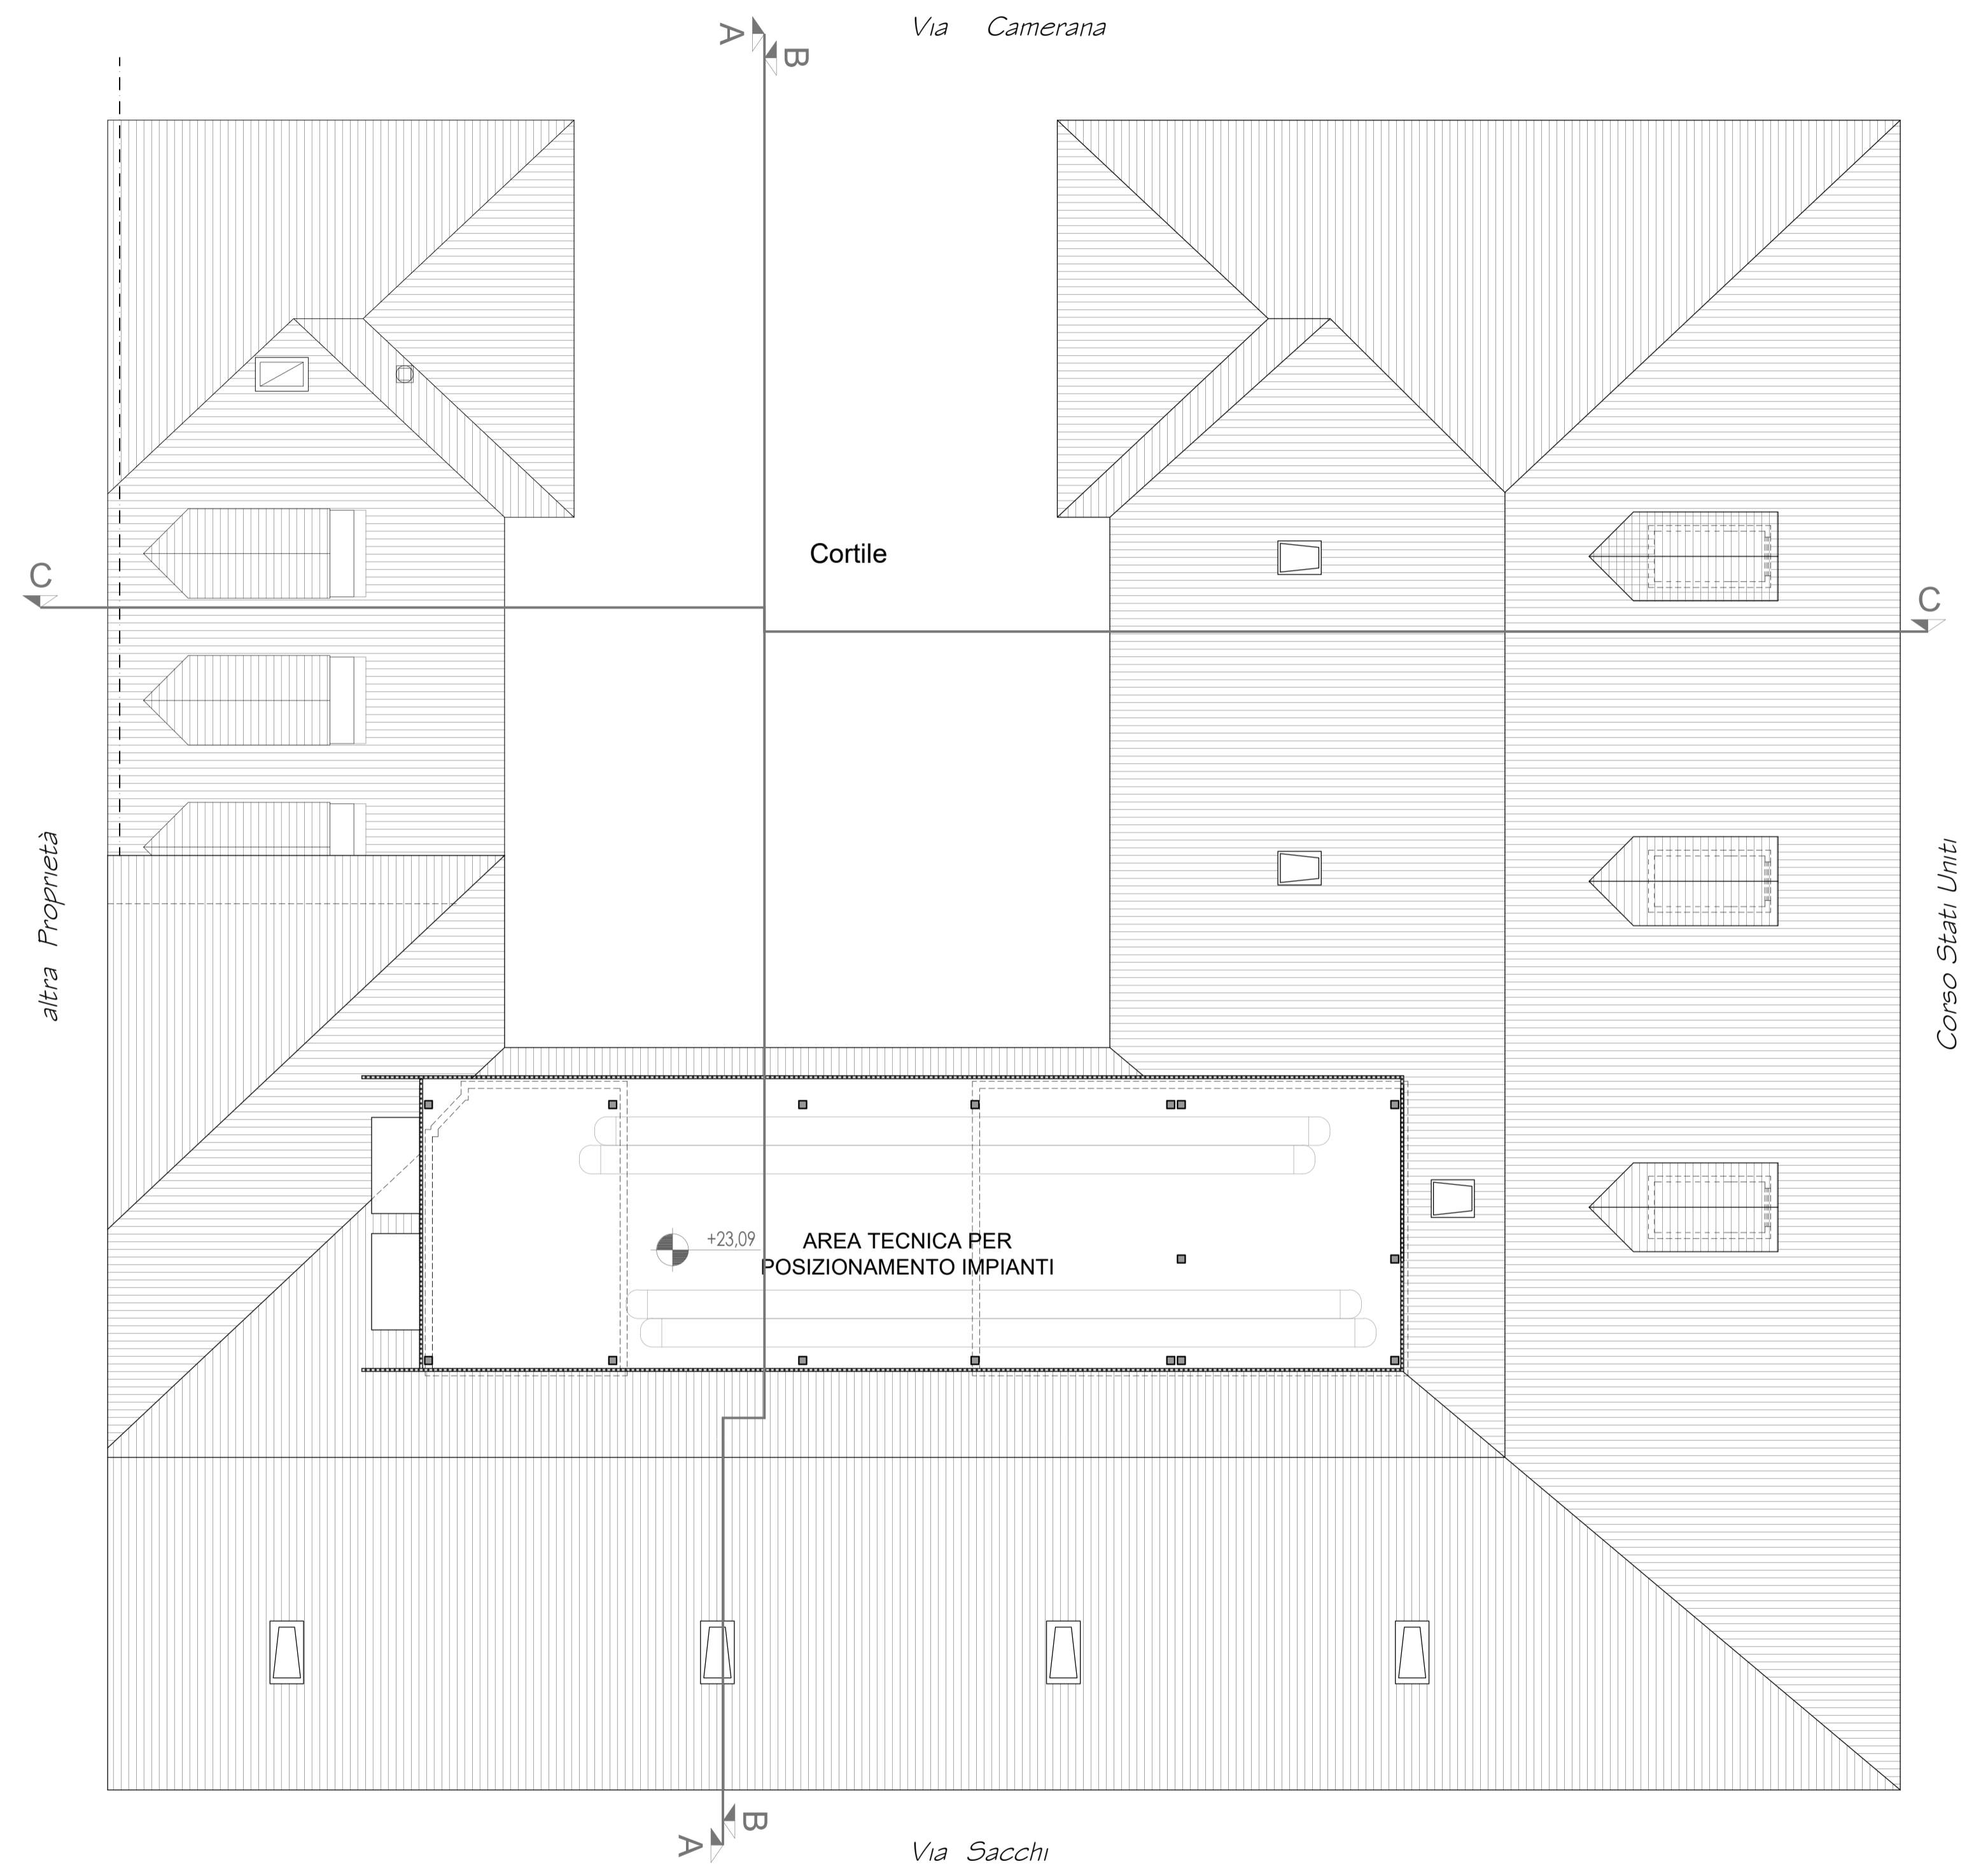 Via Camerana
A
B
Cortile
C
C
altra Proprietà
Corso Stati Uniti
+23,09
AREA TECNICA PER
POSIZIONAMENTO IMPIANTI
B
A
Via Sacchi